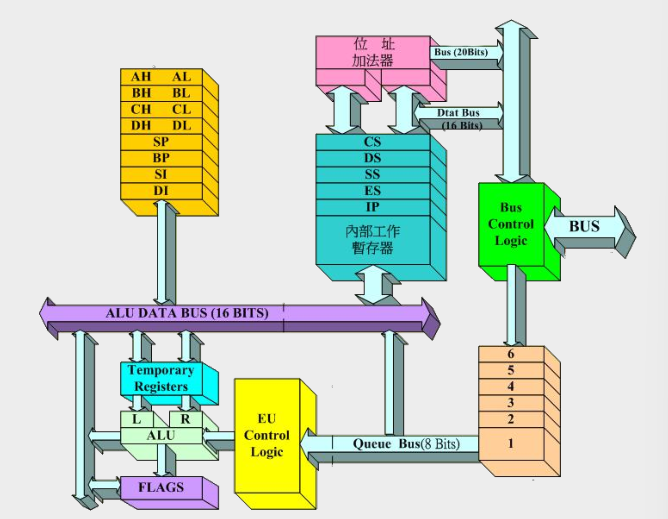 位 址
加法器
Bus (20Bits)
Dtat Bus
(16 Bits)
AH AL
BH BL
CH CL
DH DL
SP
BP
SI
DI
CS
DS
SS
ES
IP
內部工作
暫存器
Bus
Control
Logic
BUS
ALU DATA BUS (16 BITS)
Temporary
Registers
L R
ALU
FLAGS
EU
Control
Logic
Queue Bus(8 Bits)
6
5
4
3
2
1